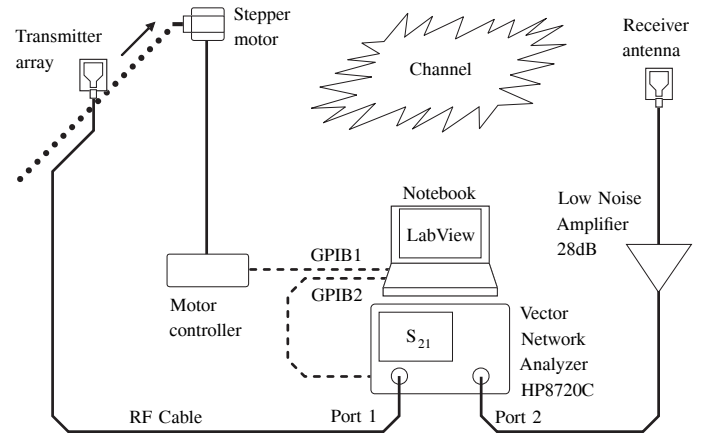 Transmitter
array
Stepper
motor
Channel
Receiver
antenna
Notebook
LabView
Low Noise
Amplifier
28dB
GPIB1
GPIB2
Motor
controller
S21
Vector
Network
Analyzer
HP8720C
RF Cable
Port 1
Port 2